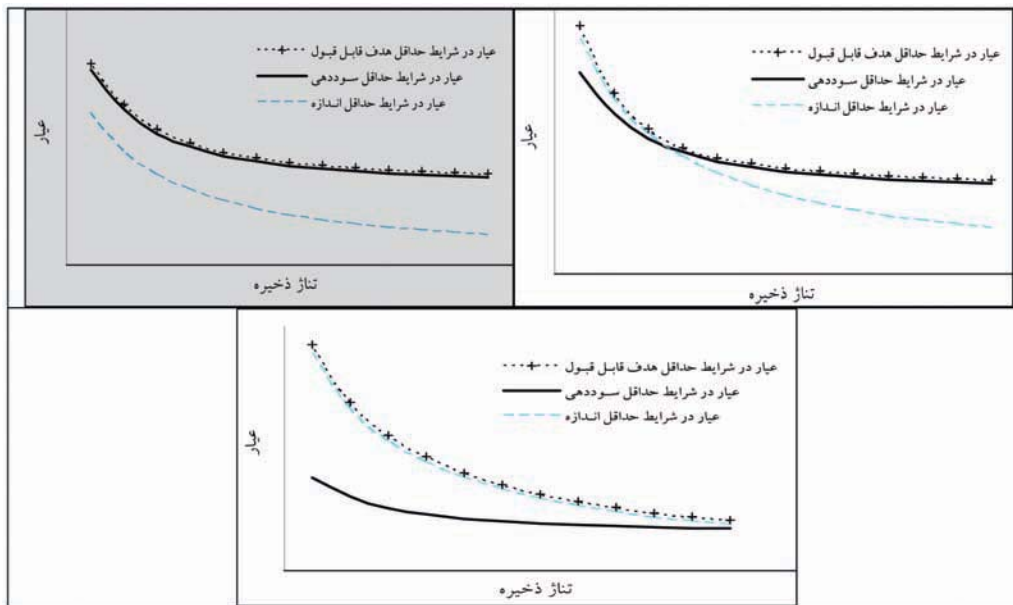 عیار در شرایط حداقل هدف قابل قبول
عیار در شرایط حداقل سوددهی
عیار در شرایط حداقل اندازه
عیار
تناژ ذخیره
عیار در شرایط حداقل هدف قابل قبول
عیار در شرایط حداقل سوددهی
عیار در شرایط حداقل اندازه
عیار
تناژ ذخیره
عیار در شرایط حداقل هدف قابل قبول
عیار در شرایط حداقل سوددهی
عیار در شرایط حداقل اندازه
عیار
تناژ ذخیره